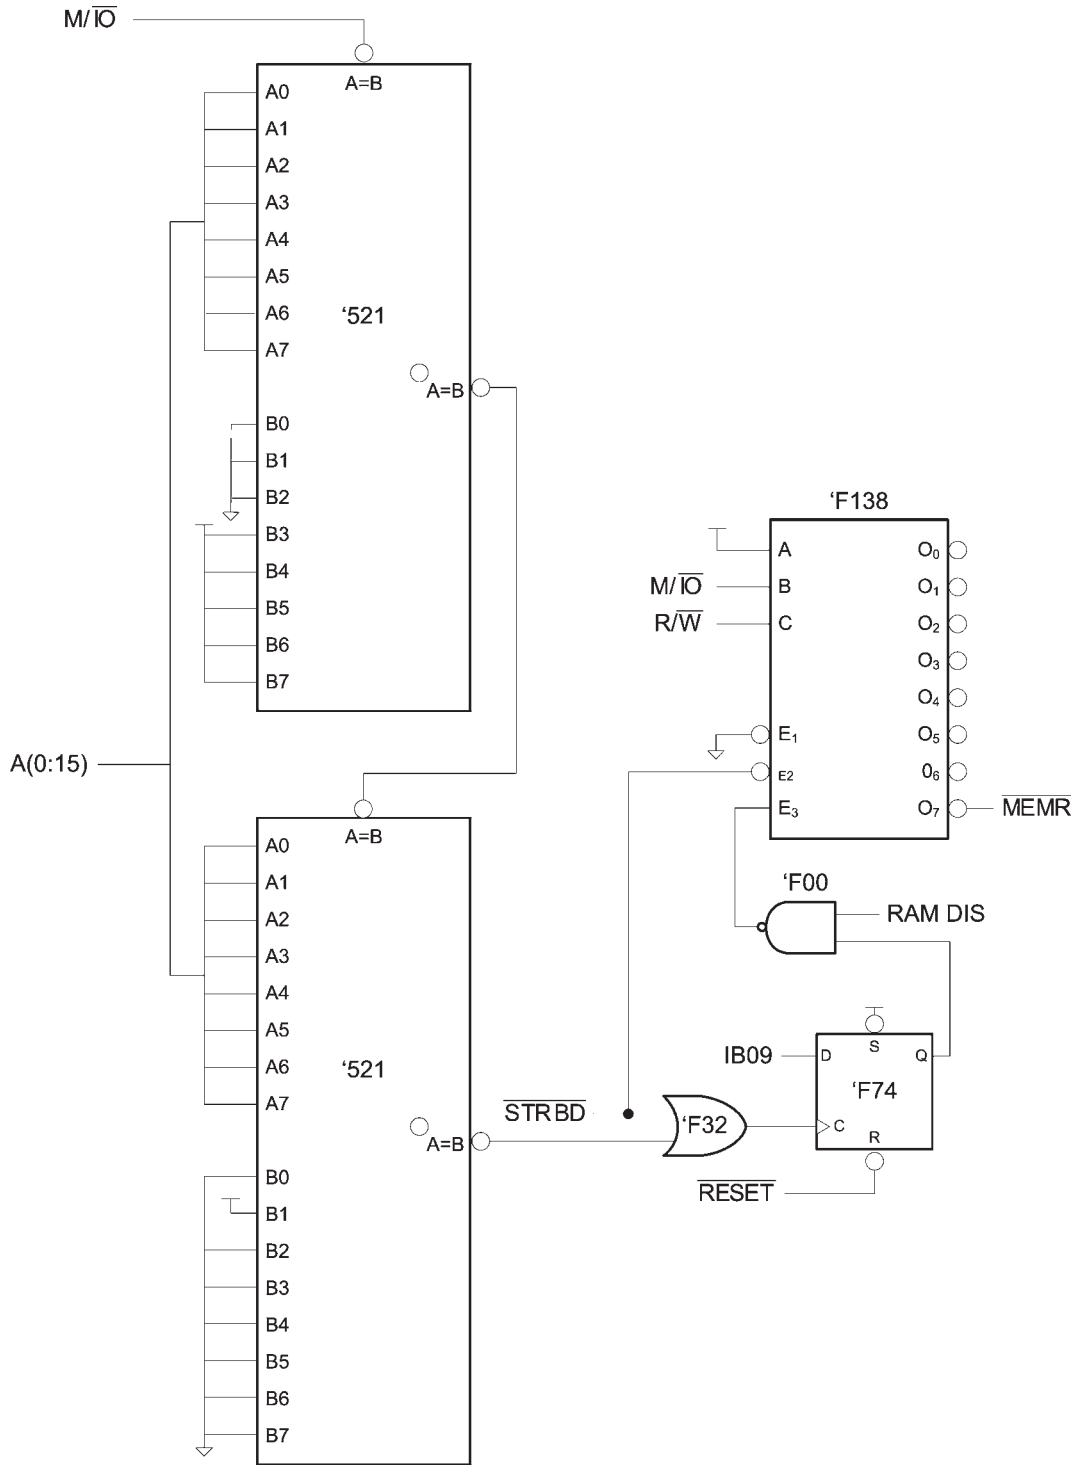 M/IO
A=B
A0
A1
A2
A3
A4
A5
A6
A7
‘521
A=B
B0
B1
B2
B3
B4
B5
B6
B7
A(0:15)
A=B
A0
A1
A2
A3
A4
A5
A6
A7
‘521
A=B
B0
B1
B2
B3
B4
B5
B6
B7
‘F138
A
B
C
M/IO
R/W
E1
E2
E3
O0
O1
O2
O3
O4
O5
06
O7
MEMR
‘F00
RAM DIS
IB09
D
S
Q
‘F74
C
R
STRBD
‘F32
RESET